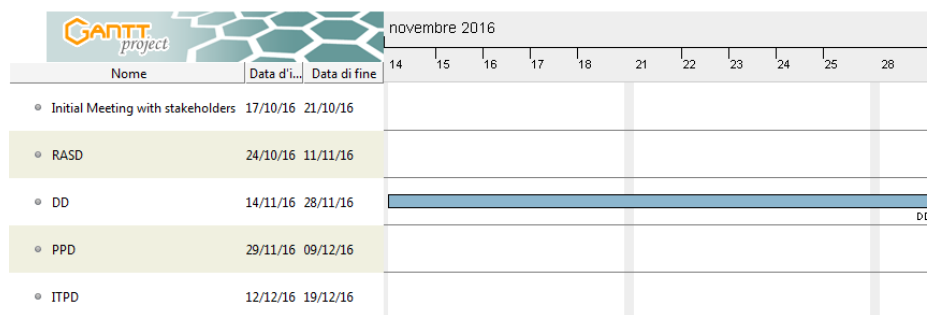 GANTT
project
novembre 2016
14 15 16 17 18 21 22 23 24 25 28
Nome Data d'i... Data di fine
Initial Meeting with stakeholders 17/10/16 21/10/16
RASD 24/10/16 11/11/16
DD 14/11/16 28/11/16
DD
PPD 29/11/16 09/12/16
ITPD 12/12/16 19/12/16